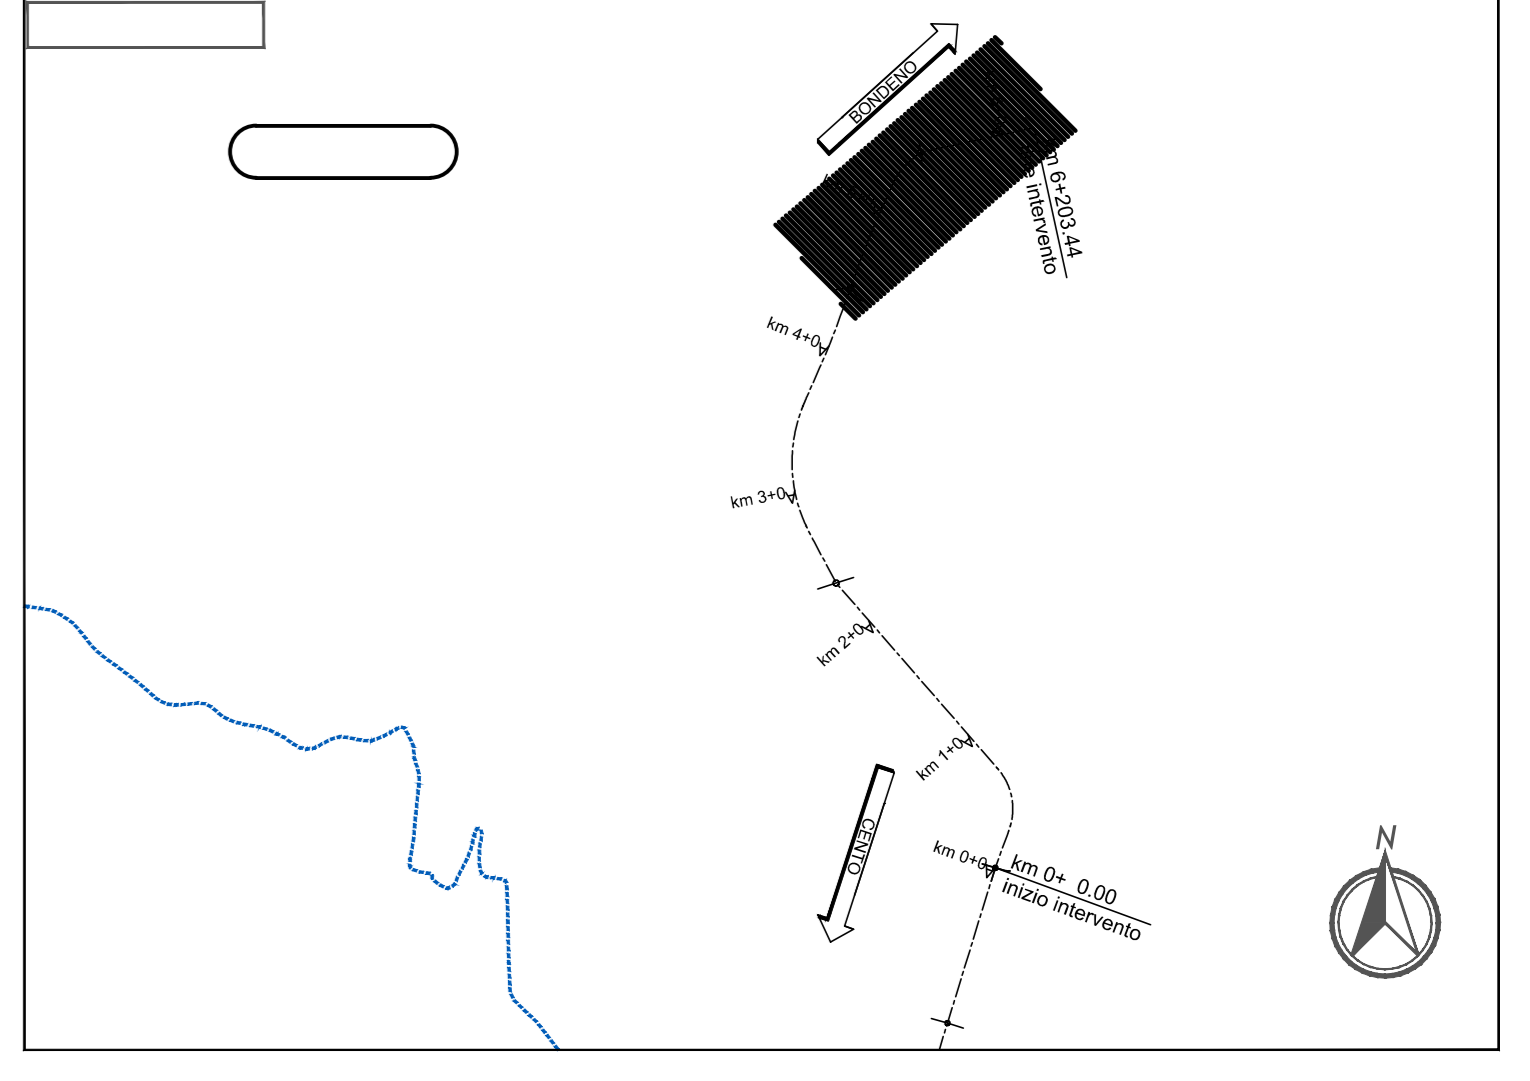 BONDENO
km 6+203.44
intervento
km 4+0
km 3+0
km 2+0
km 1+0
CENTO
km 0+0
km 0+ 0.00
inizio intervento
N